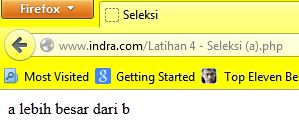 Firefox
Seleksi
www.indra.com/Latihan 4 - Seleksi (a).php
Most Visited Getting Started Top Eleven Be
a lebih besar dari b